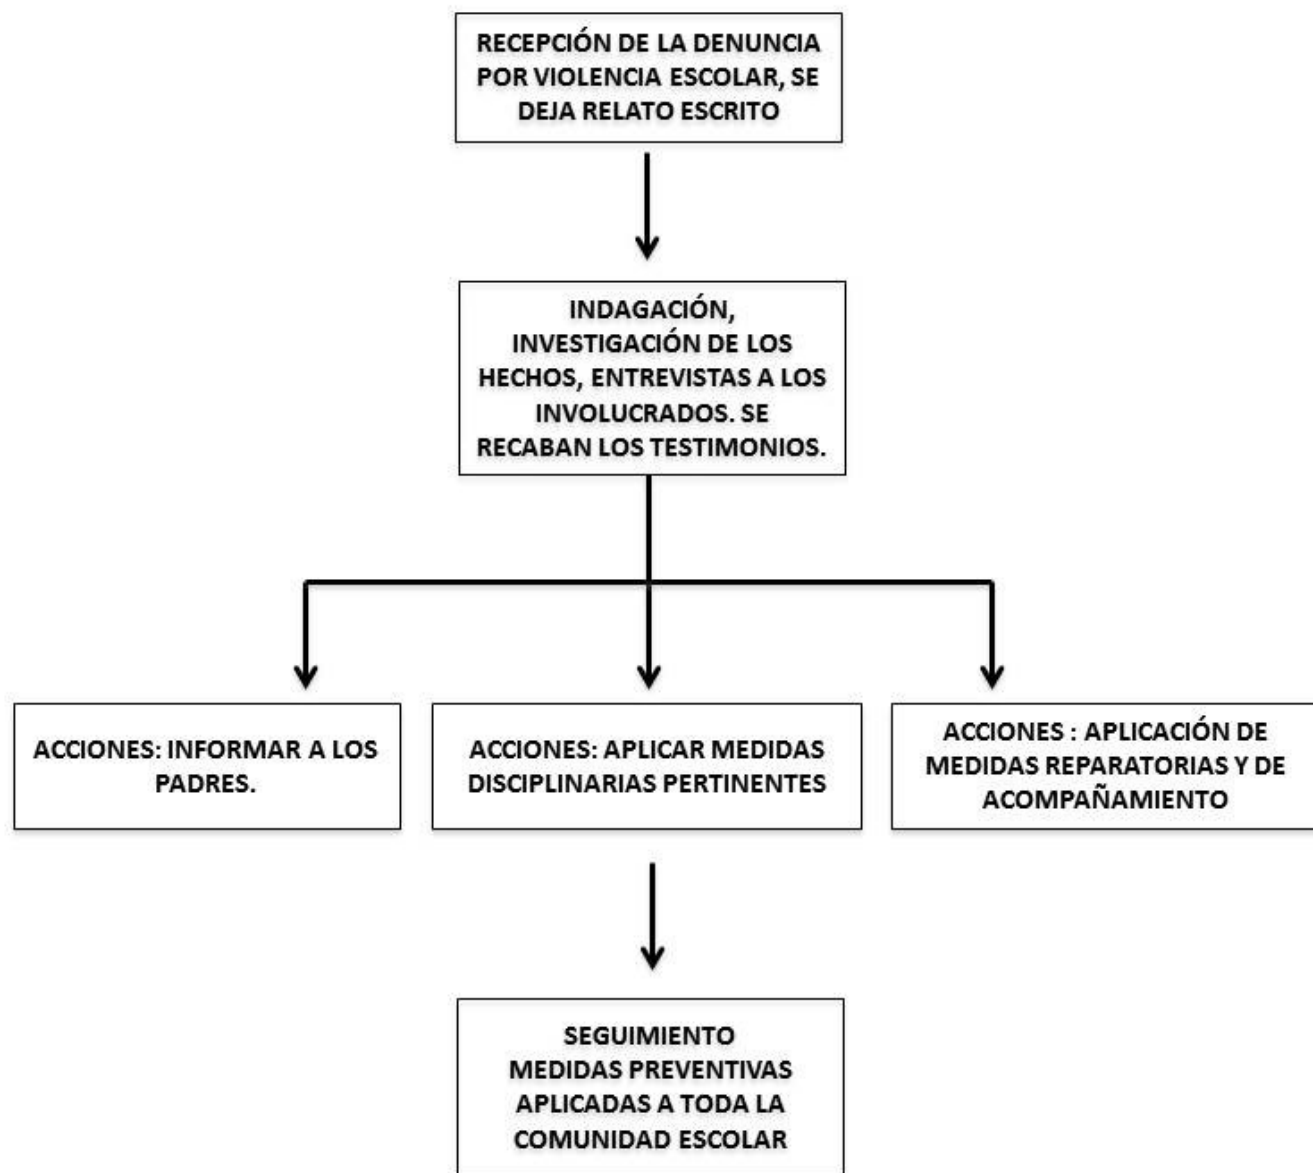 RECEPCIÓN DE LA DENUNCIA
POR VIOLENCIA ESCOLAR, SE
DEJA RELATO ESCRITO
INDAGACIÓN,
INVESTIGACIÓN DE LOS
HECHOS, ENTREVISTAS A LOS
INVOLUCRADOS. SE
RECABAN LOS TESTIMONIOS.
ACCIONES: INFORMAR A LOS
PADRES.
ACCIONES: APLICAR MEDIDAS
DISCIPLINARIAS PERTINENTES
ACCIONES : APLICACIÓN DE
MEDIDAS REPARATORIAS Y DE
ACOMPAÑAMIENTO
SEGUIMIENTO
MEDIDAS PREVENTIVAS
APLICADAS A TODA LA
COMUNIDAD ESCOLAR